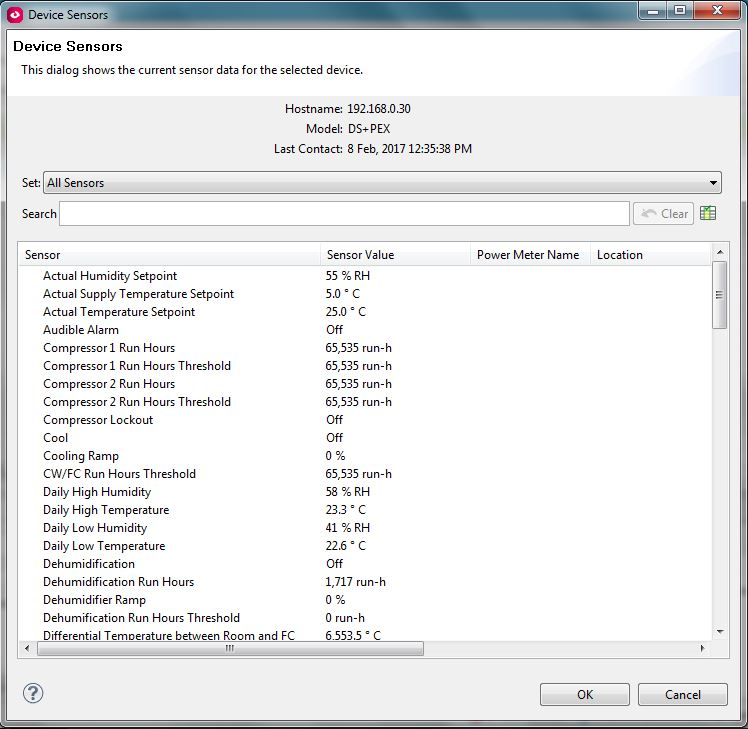 Device Sensors
Device Sensors
This dialog shows the current sensor data for the selected device.
Hostname: 192.168.0.30
Model: DS+PEX
Last Contact: 8 Feb, 2017 12:35:38 PM
Set: All Sensors
Search Clear
Sensor Sensor Value Power Meter Name Location
Actual Humidity Setpoint 55 % RH
Actual Supply Temperature Setpoint 5.0 ° C
Actual Temperature Setpoint 25.0 ° C
Audible Alarm Off
Compressor 1 Run Hours 65,535 run-h
Compressor 1 Run Hours Threshold 65,535 run-h
Compressor 2 Run Hours 65,535 run-h
Compressor 2 Run Hours Threshold 65,535 run-h
Compressor Lockout Off
Cool Off
Cooling Ramp 0 %
CW/FC Run Hours Threshold 65,535 run-h
Daily High Humidity 58 % RH
Daily High Temperature 23.3 ° C
Daily Low Humidity 41 % RH
Daily Low Temperature 22.6 ° C
Dehumidification Off
Dehumidification Run Hours 1,717 run-h
Dehumidifier Ramp 0 %
Dehumification Run Hours Threshold 0 run-h
Differential Temperature between Room and FC 6,553.5 ° C
? OK Cancel